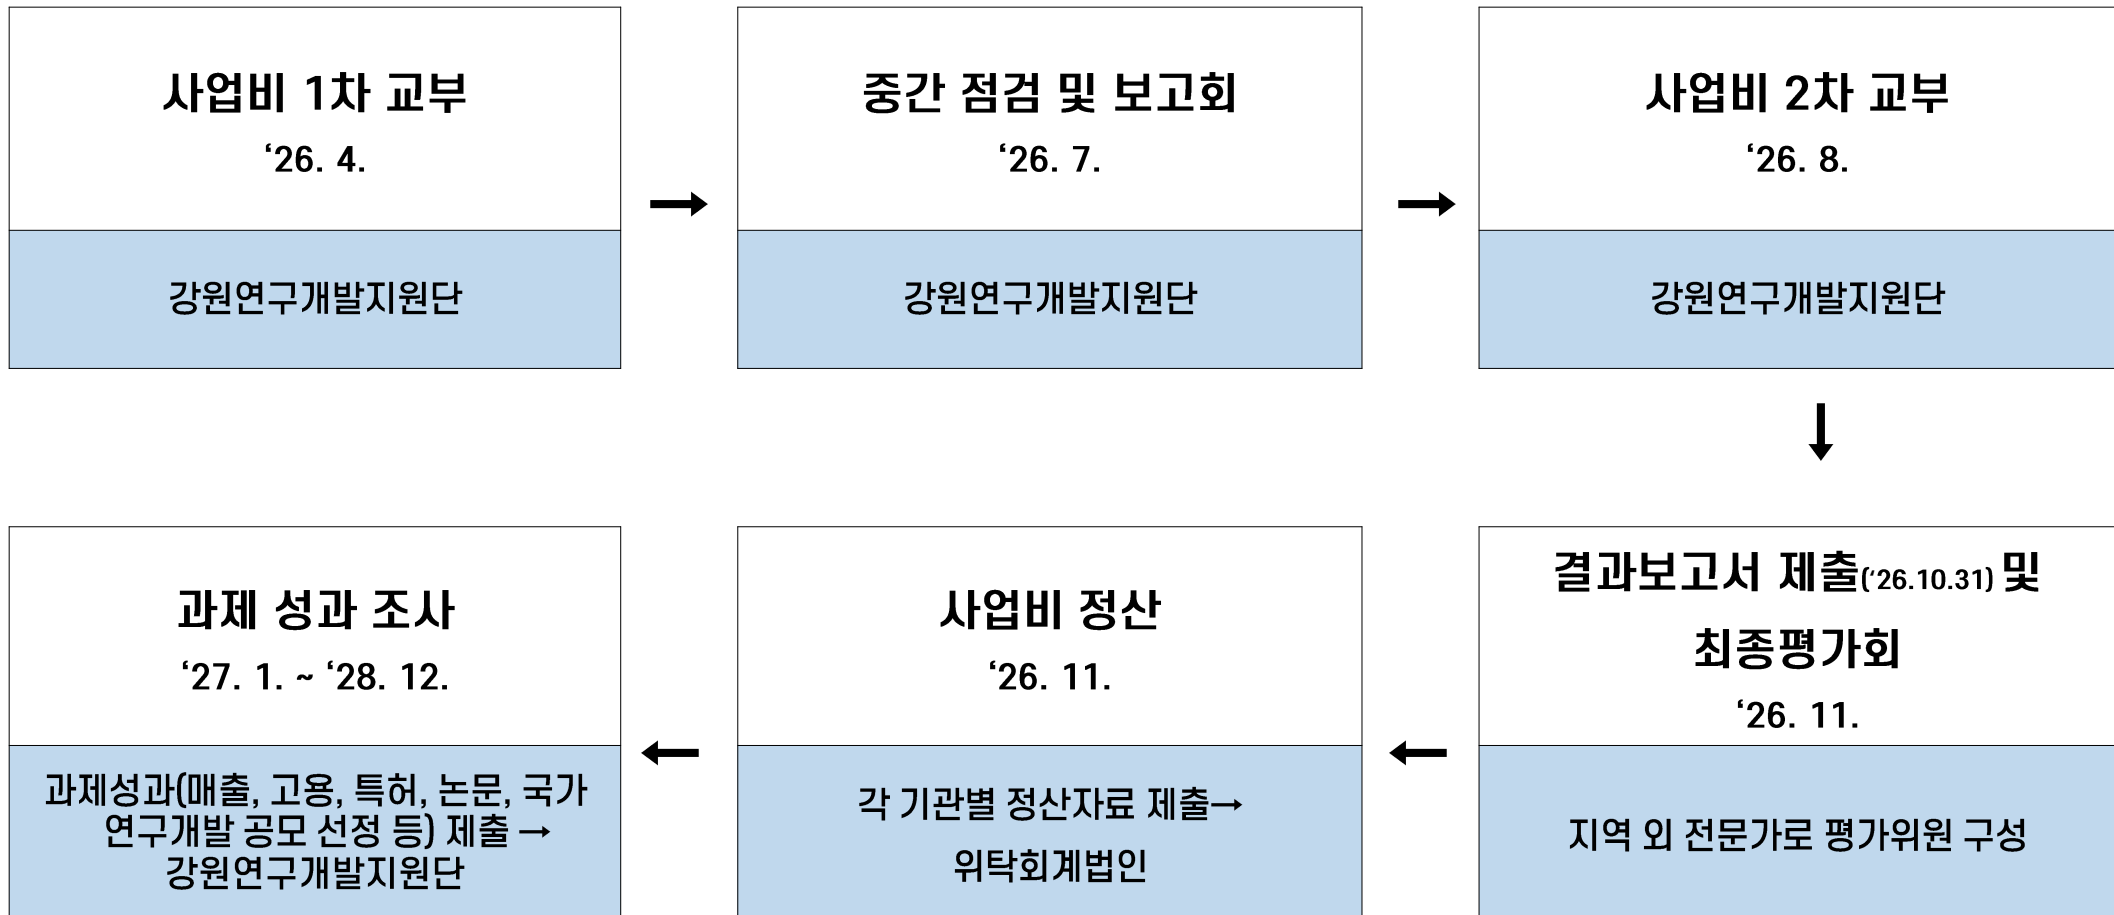 사업비 1차 교부
‘26. 4.
강원연구개발지원단
중간 점검 및 보고회
‘26. 7.
강원연구개발지원단
사업비 2차 교부
‘26. 8.
강원연구개발지원단
결과보고서 제출(‘26.10.31) 및
최종평가회
‘26. 11.
지역 외 전문가로 평가위원 구성
사업비 정산
‘26. 11.
각 기관별 정산자료 제출→
위탁회계법인
과제 성과 조사
‘27. 1. ~ ‘28. 12.
과제성과(매출, 고용, 특허, 논문, 국가
연구개발 공모 선정 등) 제출 →
강원연구개발지원단